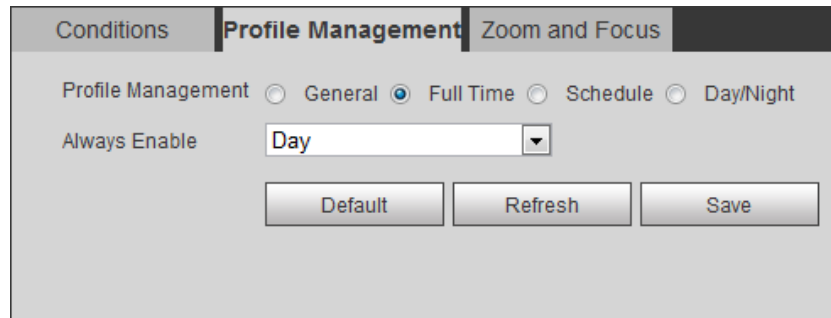 Conditions Profile Management Zoom and Focus
Profile Management General Full Time Schedule Day/Night
Always Enable Day
Default Refresh Save